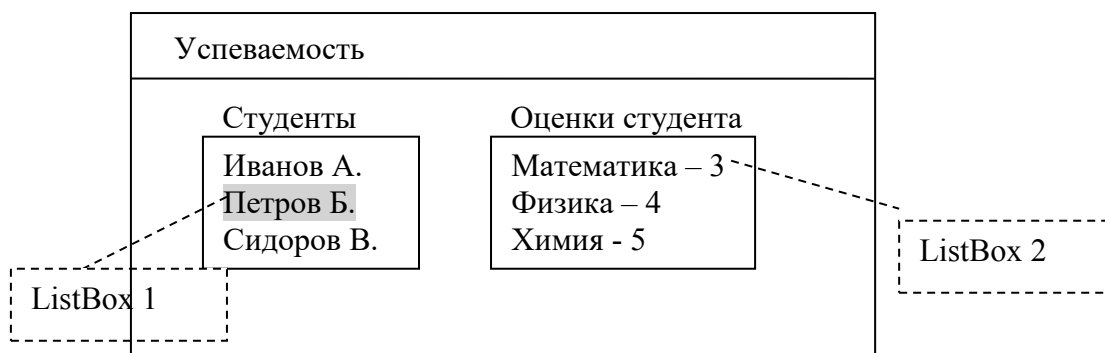 Успеваемость
Студенты
Иванов А.
Петров Б.
Сидоров В.
Оценки студента
Математика – 3
Физика – 4
Химия - 5
ListBox 1
ListBox 2